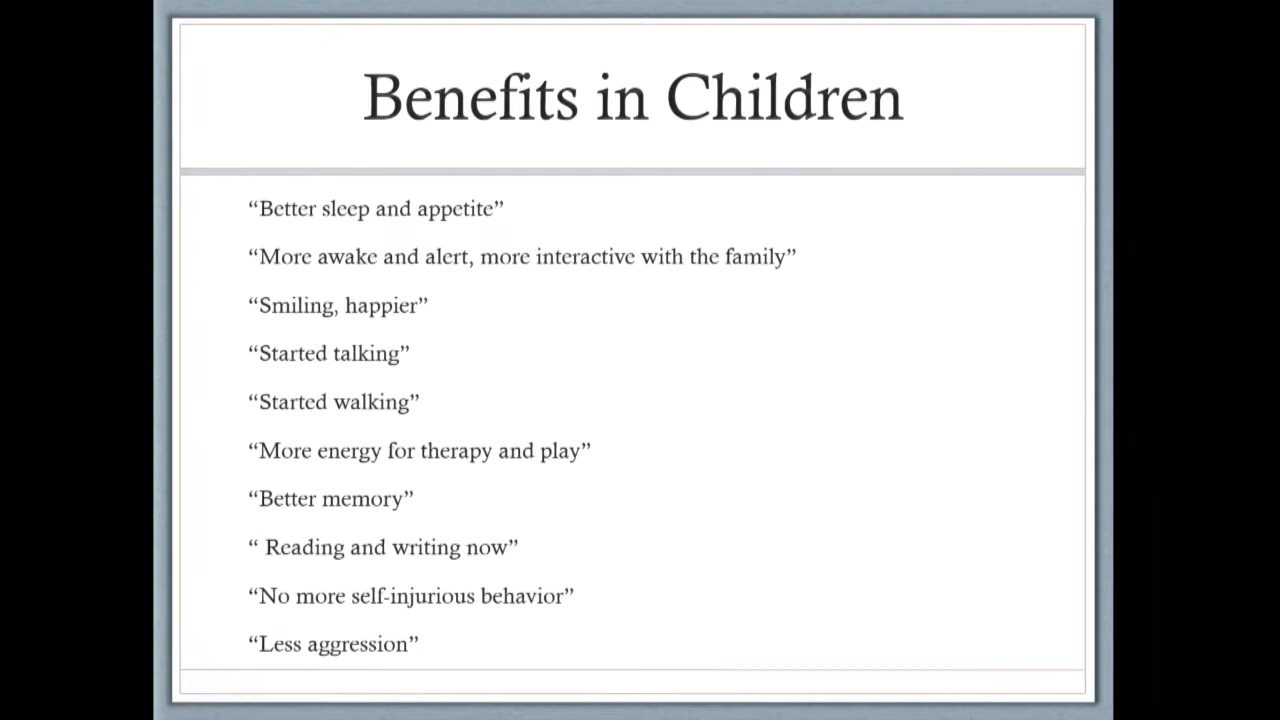 Benefits in Children
“Better sleep and appetite”
“More awake and alert, more interactive with the family”
“Smiling, happier”
“Started talking”
“Started walking”
“More energy for therapy and play”
“Better memory”
“ Reading and writing now”
“No more self-injurious behavior”
“Less aggression”